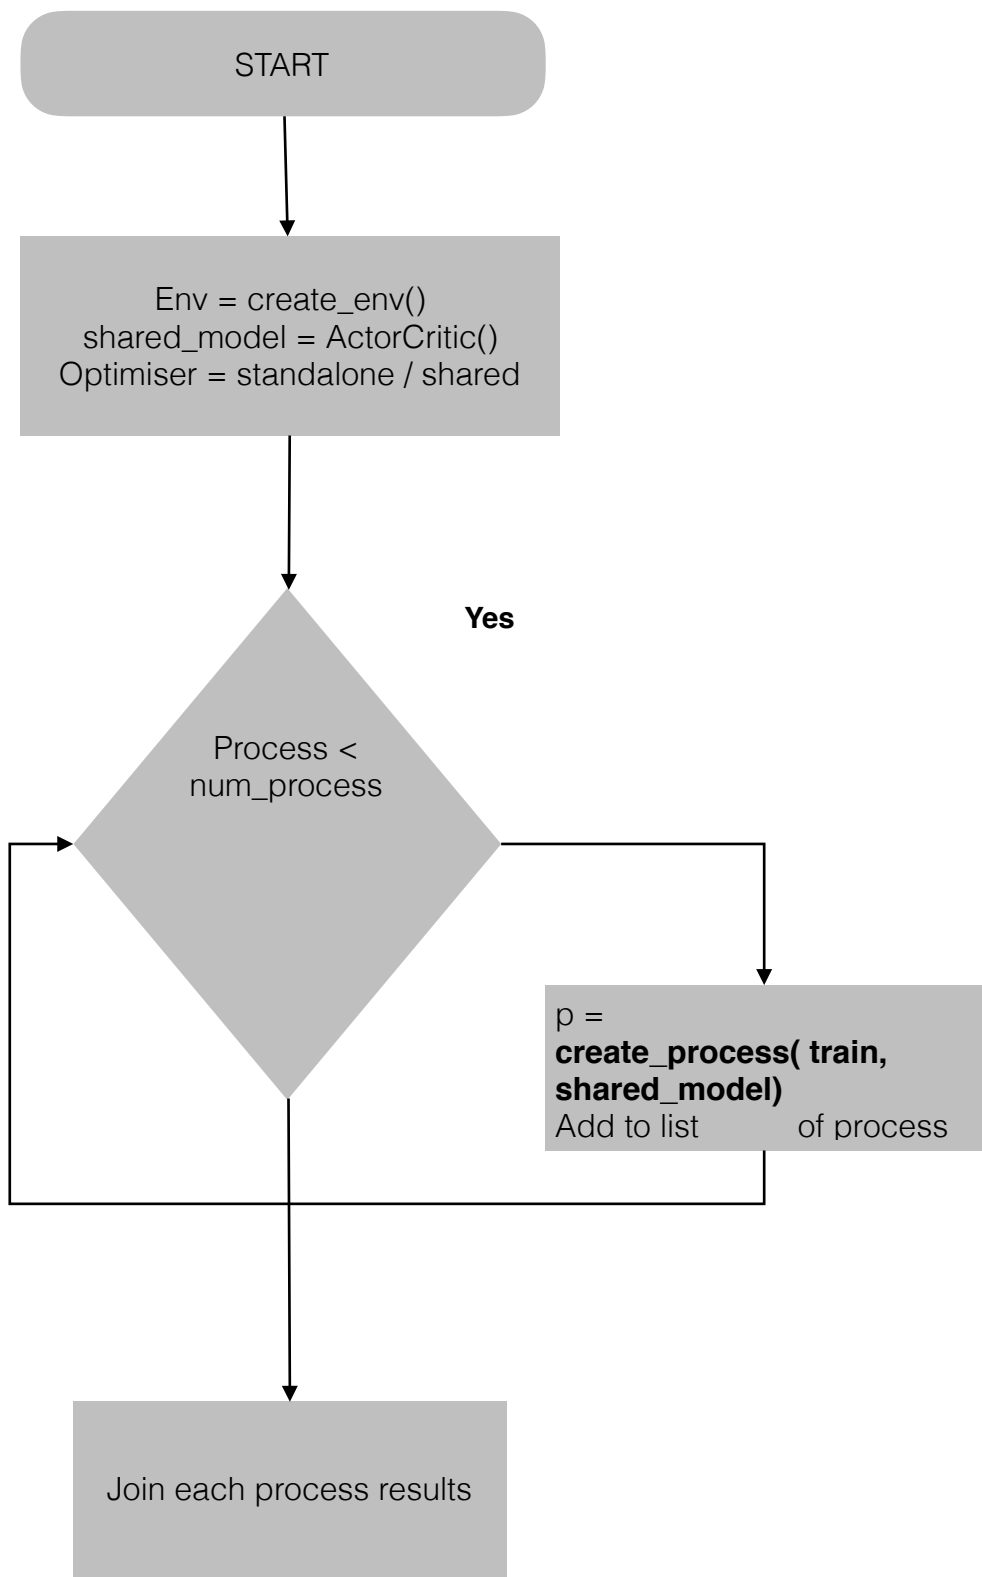 START
Env = create_env()
shared_model = ActorCritic()
Optimiser = standalone / shared
Yes
Process <
num_process
p =
create_process( train,
shared_model)
Add to list of process
Join each process results